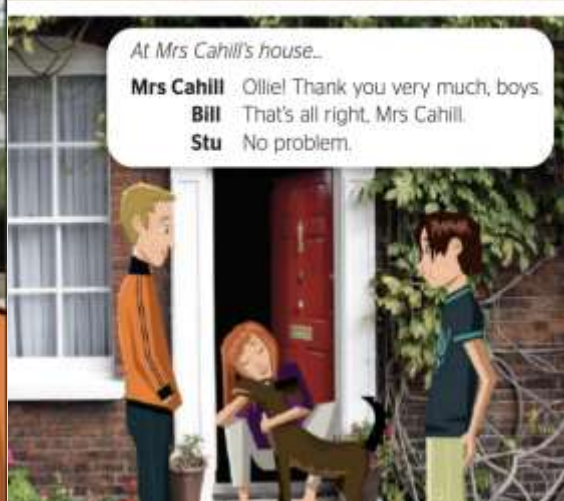 At Mrs Cahill's house...
Mrs Cahill Ollie! Thank you very much, boys.
Bill That's all right, Mrs Cahill.
Stu No problem.